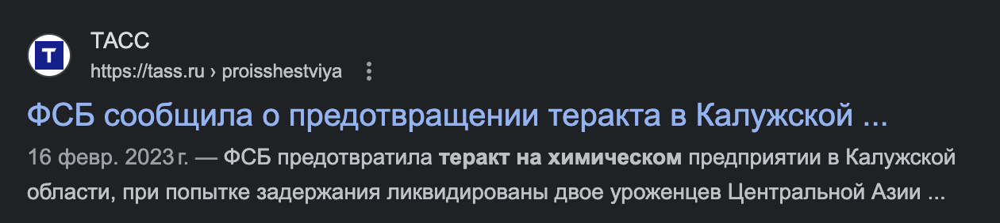 T
ТАСС
https://tass.ru › proisshestviya
ФСБ сообщила о предотвращении теракта в Калужской ...
16 февр. 2023 г. — ФСБ предотвратила теракт на химическом предприятии в Калужской
области, при попытке задержания ликвидированы двое уроженцев Центральной Азии ...